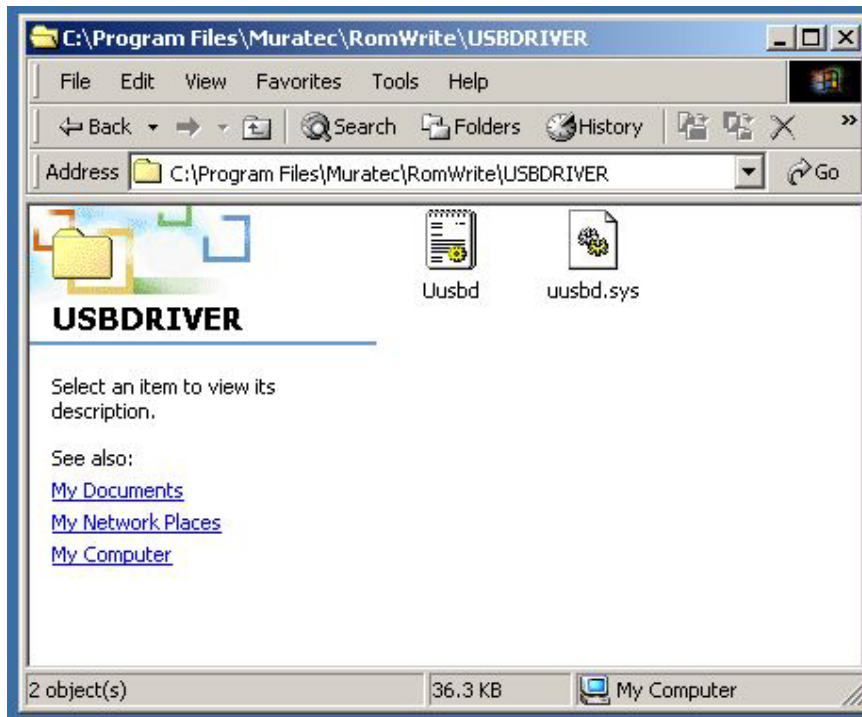 C:\Program Files\Muratec\RomWrite\USBDRIVER
File Edit View Favorites Tools Help
Back Search Folders History »
Address C:\Program Files\Muratec\RomWrite\USBDRIVER Go
Uusbd uusbd.sys
USBDRIVER
Select an item to view its
description.
See also:
My Documents
My Network Places
My Computer
2 object(s) 36.3 KB My Computer